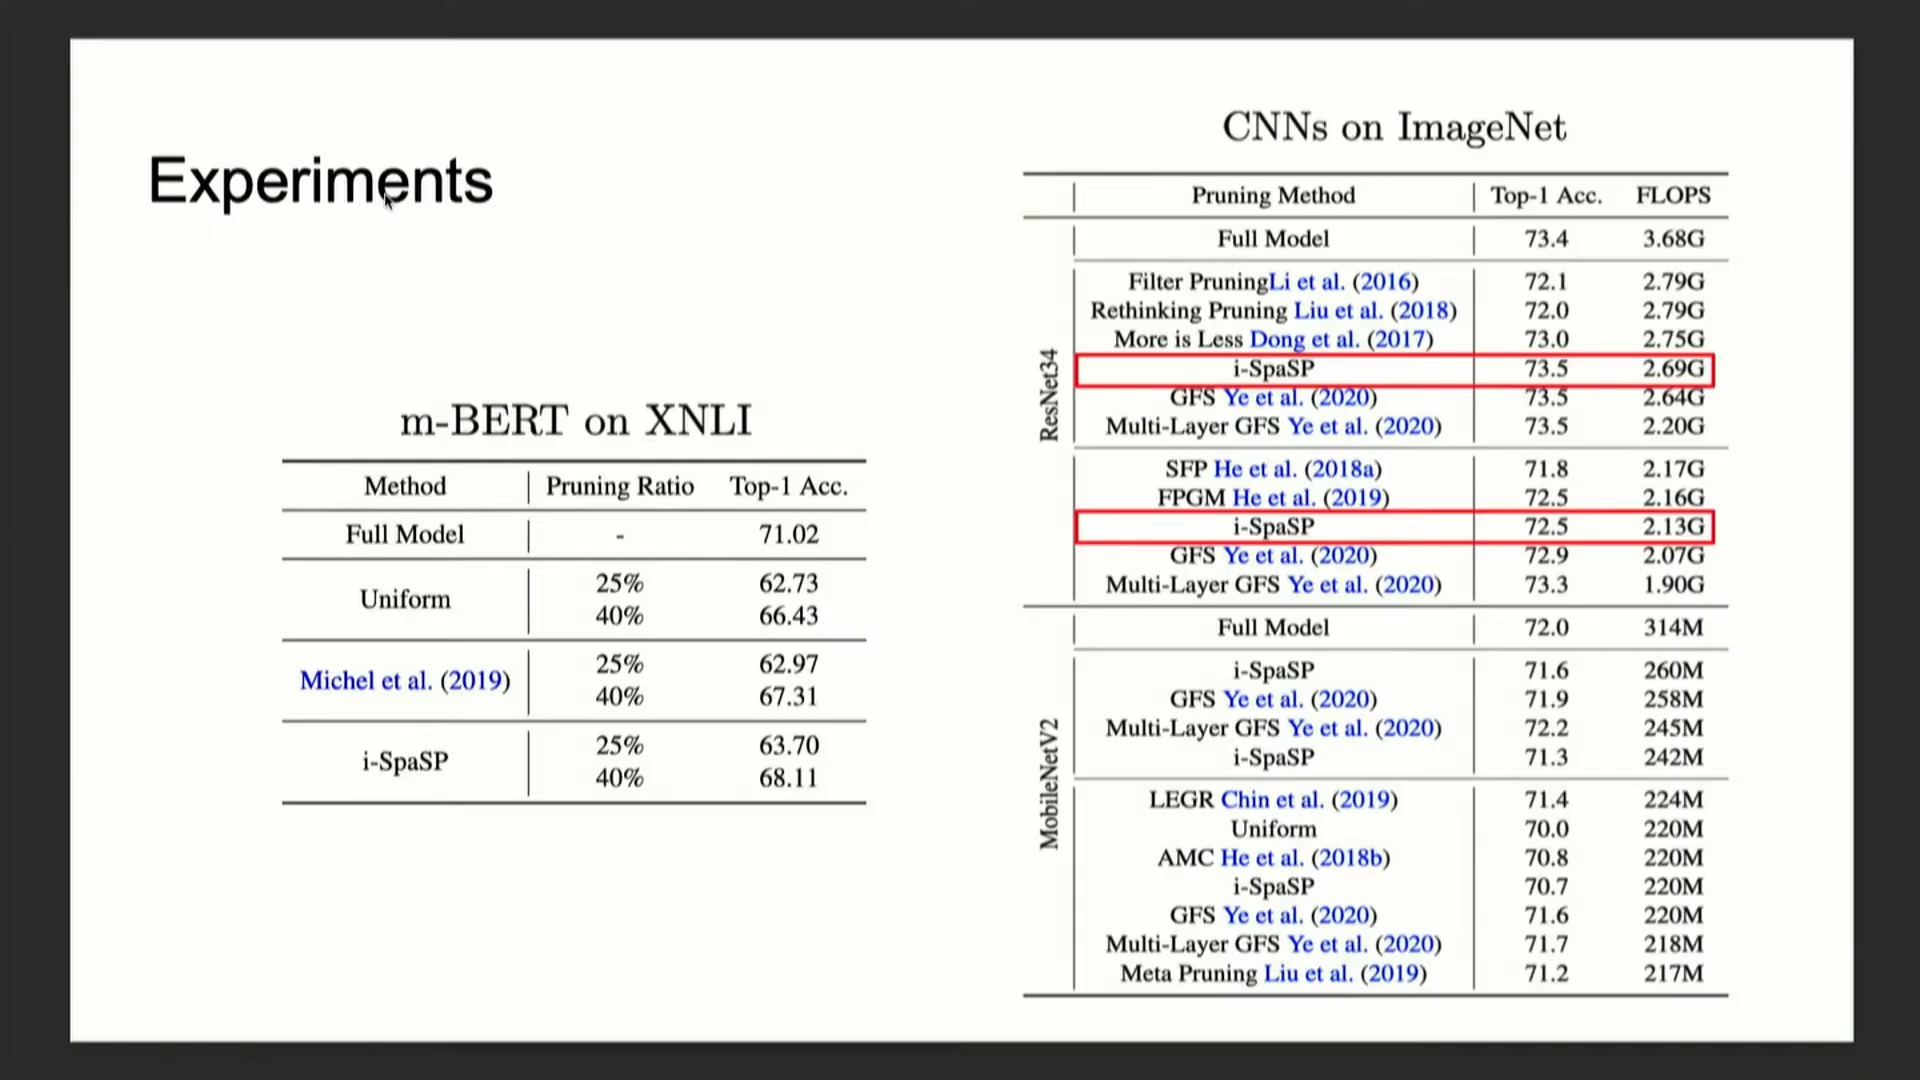 Experiments
m-BERT on XNLI
Method Pruning Ratio Top-1 Acc.
Full Model - 71.02
Uniform
25% 62.73
40% 66.43
Michel et al. (2019)
25% 62.97
40% 67.31
i-SpaSP
25% 63.70
40% 68.11
CNNs on ImageNet
Pruning Method Top-1 Acc. FLOPS
ResNet34
Full Model 73.4 3.68G
Filter PruningLi et al. (2016) 72.1 2.79G
Rethinking Pruning Liu et al. (2018) 72.0 2.79G
More is Less Dong et al. (2017) 73.0 2.75G
i-SpaSP 73.5 2.69G
GFS Ye et al. (2020) 73.5 2.64G
Multi-Layer GFS Ye et al. (2020) 73.5 2.20G
SFP He et al. (2018a) 71.8 2.17G
FPGM He et al. (2019) 72.5 2.16G
i-SpaSP 72.5 2.13G
GFS Ye et al. (2020) 72.9 2.07G
Multi-Layer GFS Ye et al. (2020) 73.3 1.90G
MobileNetV2
Full Model 72.0 314M
i-SpaSP 71.6 260M
GFS Ye et al. (2020) 71.9 258M
Multi-Layer GFS Ye et al. (2020) 72.2 245M
i-SpaSP 71.3 242M
LEGR Chin et al. (2019) 71.4 224M
Uniform 70.0 220M
AMC He et al. (2018b) 70.8 220M
i-SpaSP 70.7 220M
GFS Ye et al. (2020) 71.6 220M
Multi-Layer GFS Ye et al. (2020) 71.7 218M
Meta Pruning Liu et al. (2019) 71.2 217M